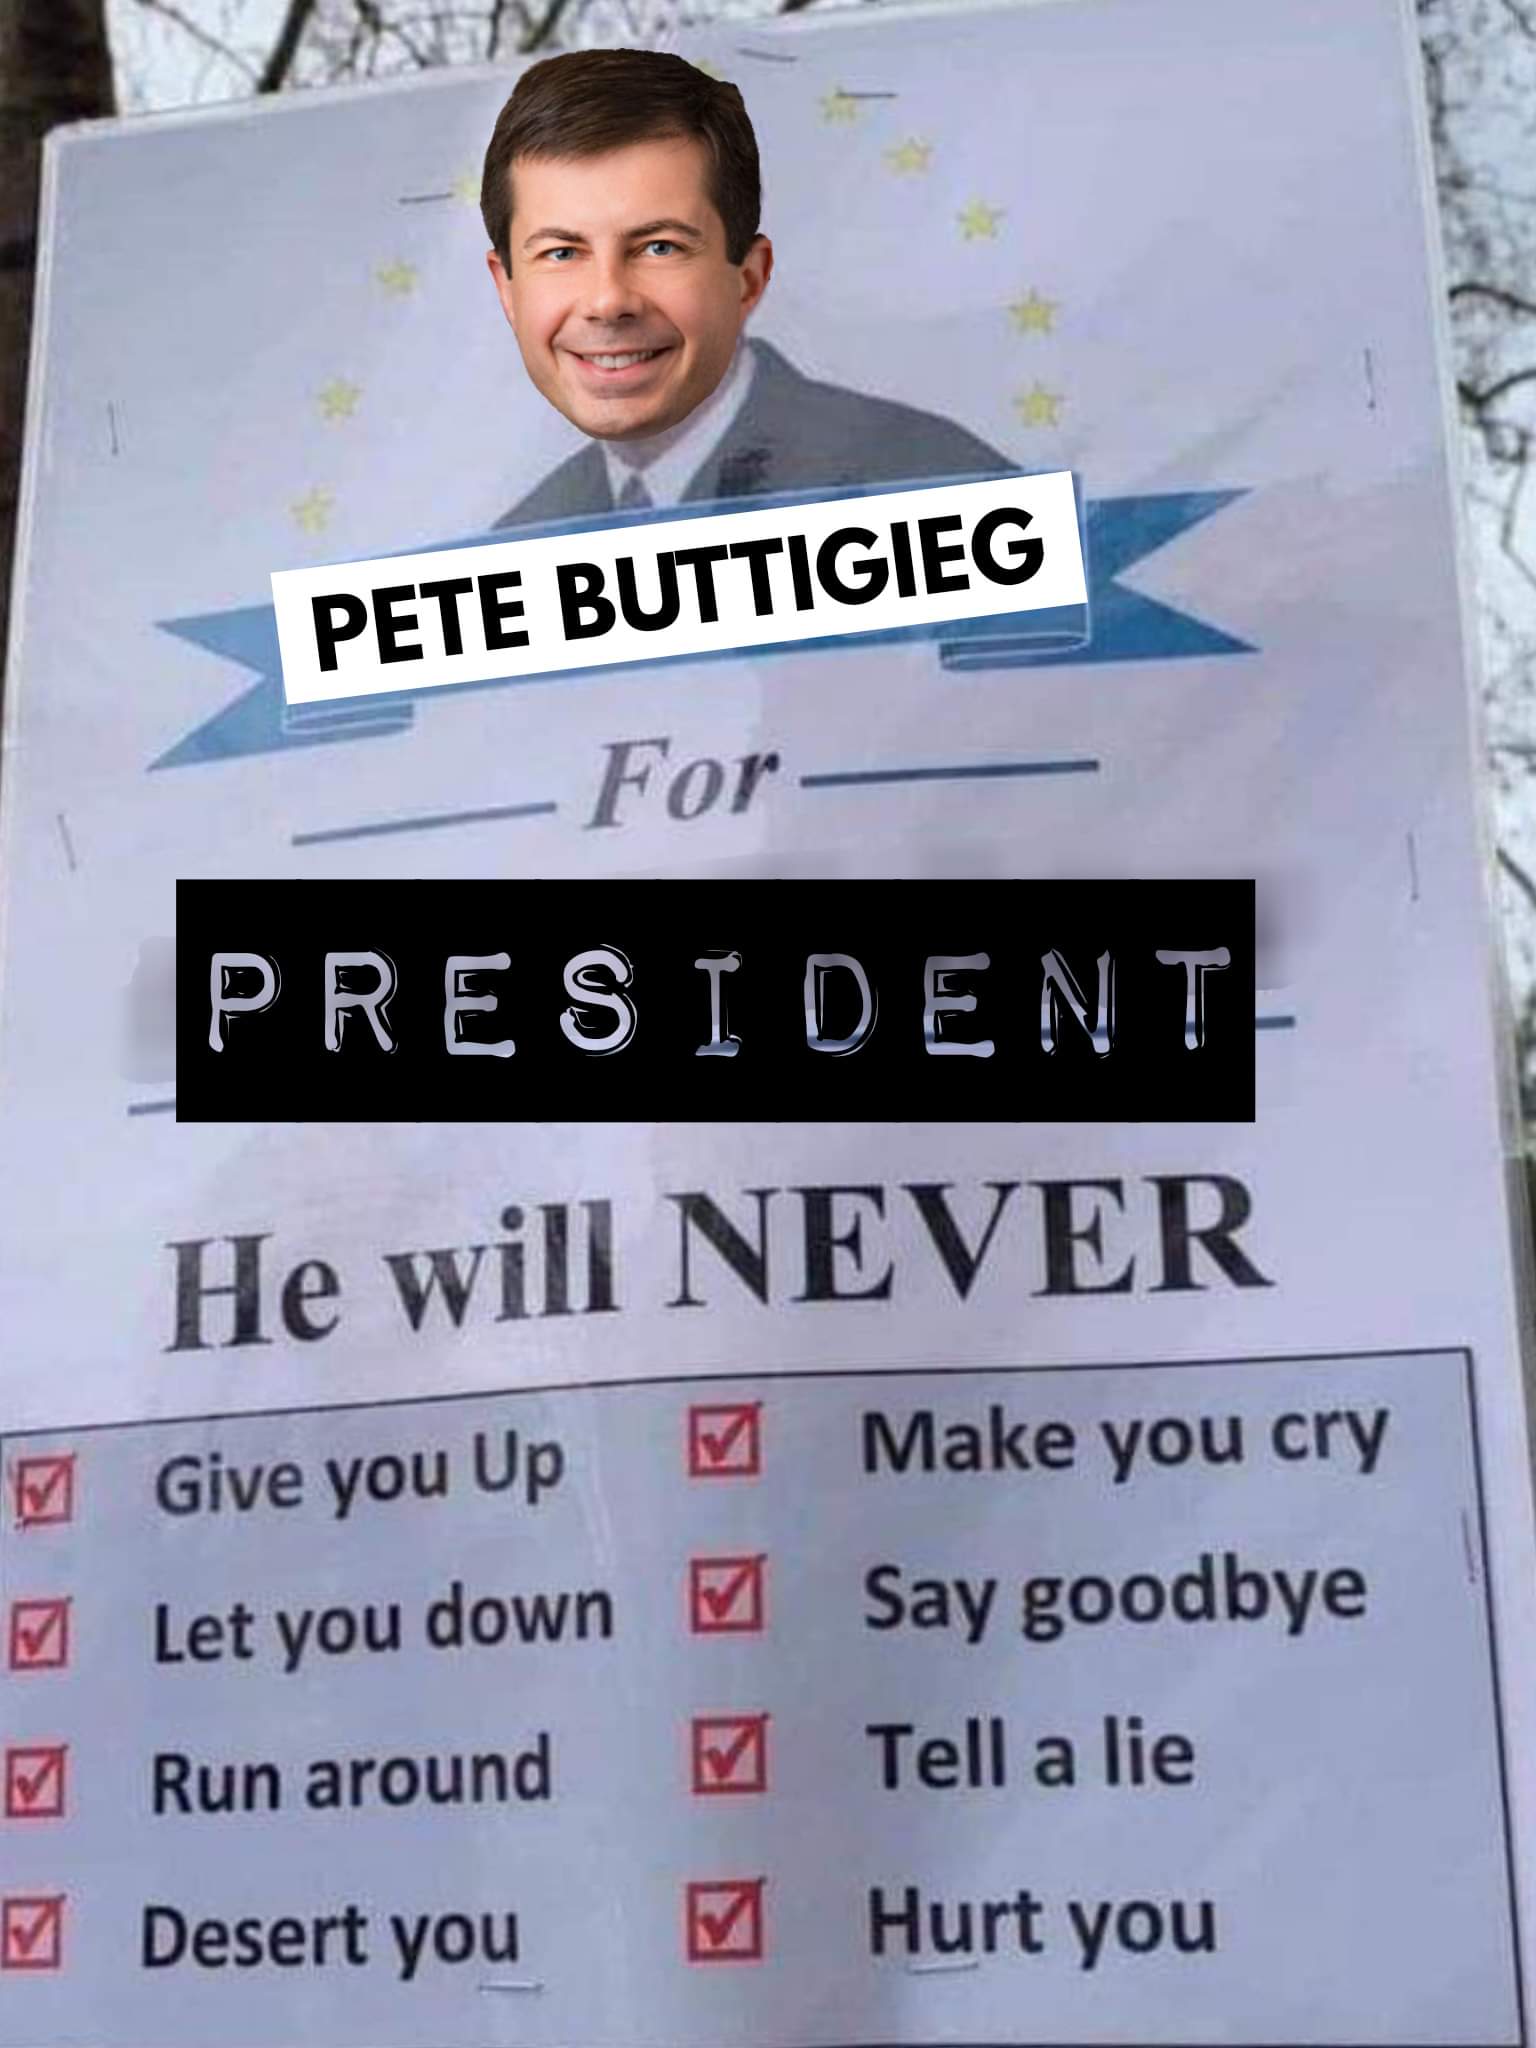 PETE BUTTIGIEG
For
PRESIDENT
He will NEVER
Give you Up
Let you down
Run around
Desert you
Make you cry
Say goodbye
Tell a lie
Hurt you